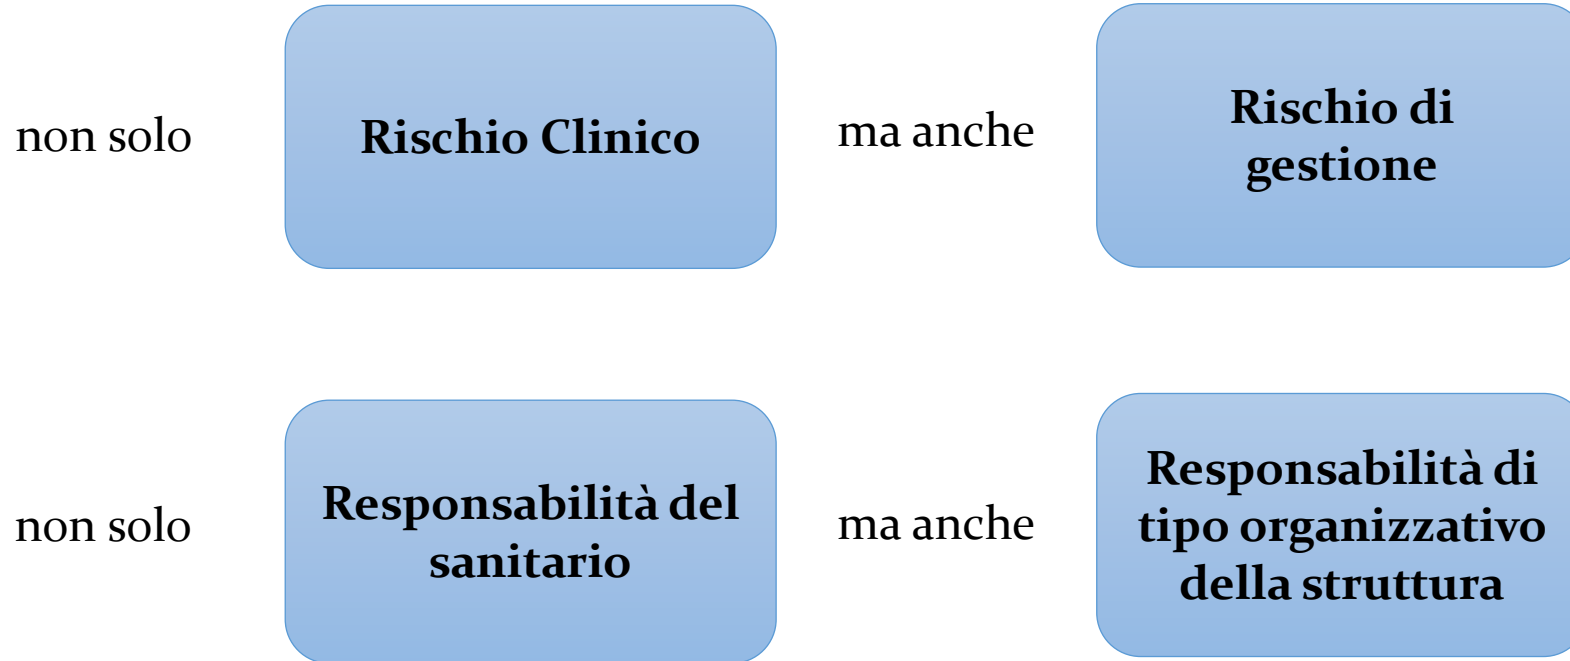 non solo
Rischio Clinico
ma anche
Rischio di
gestione
non solo
Responsabilità del
sanitario
ma anche
Responsabilità di
tipo organizzativo
della struttura